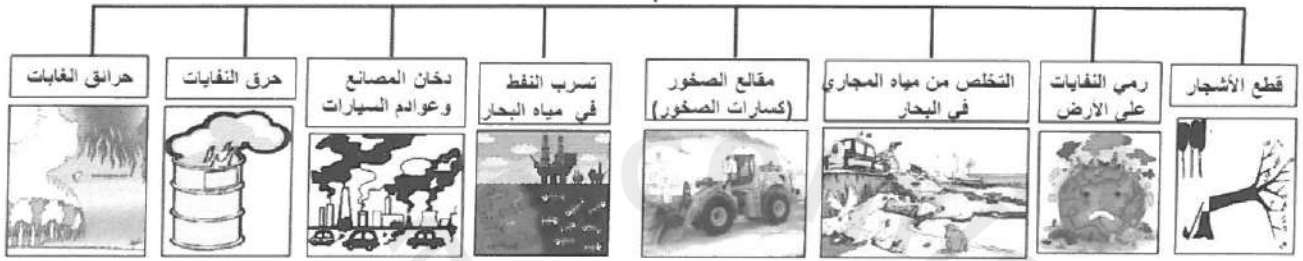 قطع الأشجار
رمي النفايات
على الارض
التخلص من مياه المجاري
في البحار
مقالع الصخور
(كسارات الصخور)
تسرب النفط
في مياه البحار
دخان المصانع
وعوادم السيارات
حرق النفايات
حرائق الغابات